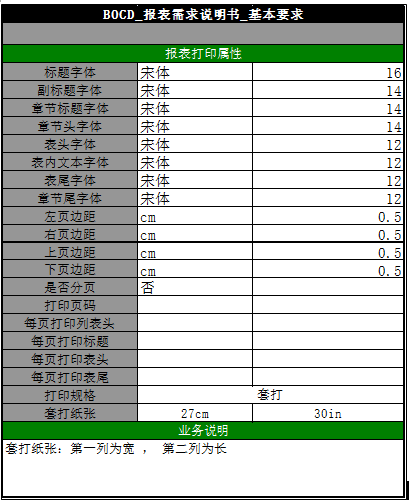 BOCD_报表需求说明书_基本要求
报表打印属性
标题字体 宋体 16
副标题字体 宋体 14
章节标题字体 宋体 14
章节头字体 宋体 14
表头字体 宋体 12
表内文本字体 宋体 12
表尾字体 宋体 12
章节尾字体 宋体 12
左页边距 cm 0.5
右页边距 cm 0.5
上页边距 cm 0.5
下页边距 cm 0.5
是否分页 否
打印页码
每页打印列表头
每页打印标题
每页打印表头
每页打印表尾
打印规格 套打
套打纸张 27cm 30in
业务说明
套打纸张：第一列为宽 ， 第二列为长